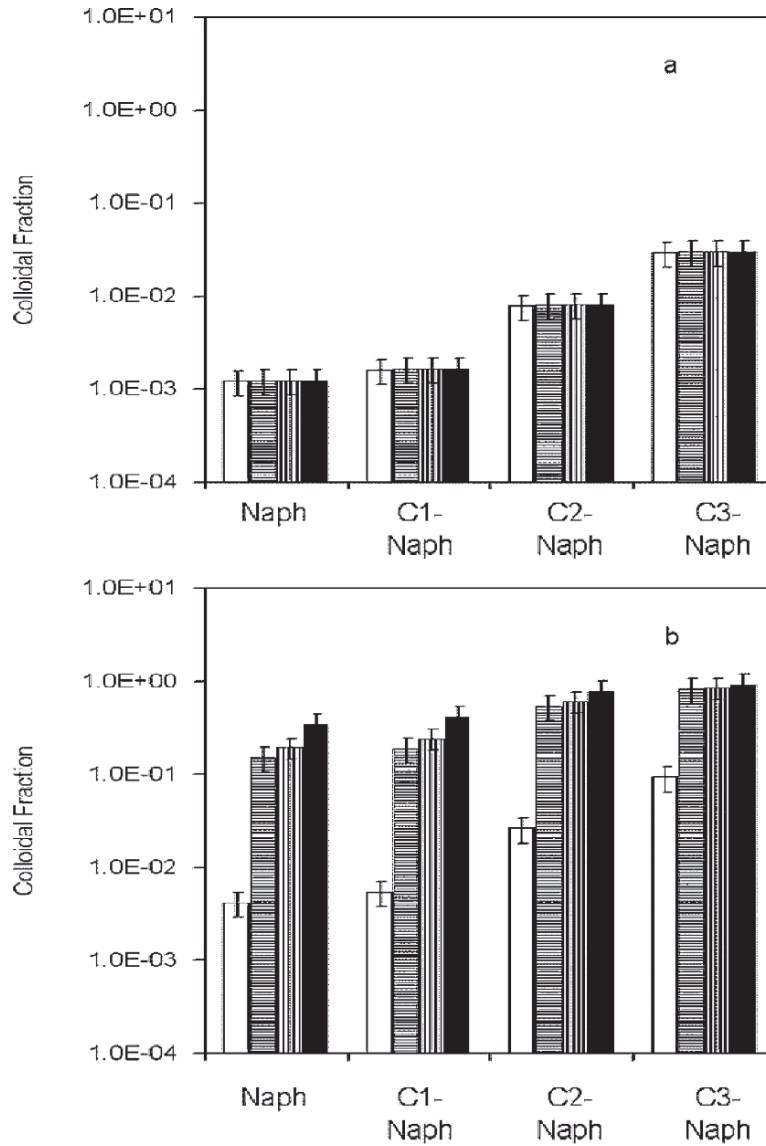 1.0E+01
a
1.0E+00
1.0E-01
1.0E-02
1.0E-03
1.0E-04
Colloidal Fraction
Naph C1- C2- C3-
Naph Naph Naph
1.0E+01
b
1.0E+00
1.0E-01
1.0E-02
1.0E-03
1.0E-04
Colloidal Fraction
Naph C1- C2- C3-
Naph Naph Naph